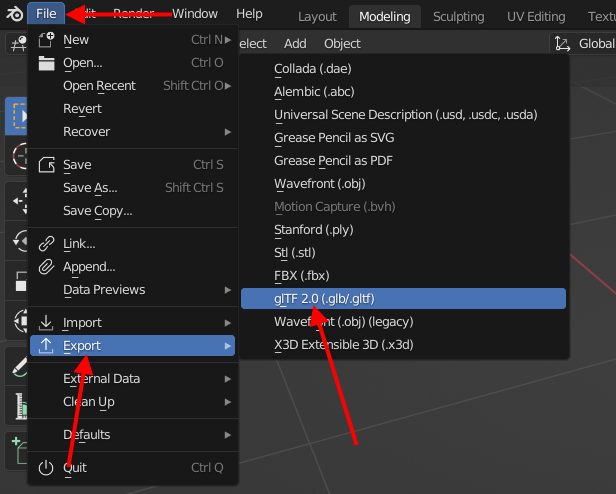 File Edit Render Window Help Layout Modeling Sculpting UV Editing
elect Add Object Global
New Ctrl N
Open... Ctrl O
Open Recent Shift Ctrl O
Revert
Recover
Save Ctrl S
Save As... Shift Ctrl S
Save Copy...
Link...
Append...
Data Previews
Import
Export
External Data
Clean Up
Defaults
Quit Ctrl Q
Collada (.dae)
Alembic (.abc)
Universal Scene Description (.usd, .usdc, .usda)
Grease Pencil as SVG
Grease Pencil as PDF
Wavefront (.obj)
Motion Capture (.bvh)
Stanford (.ply)
Stl (.stl)
FBX (.fbx)
glTF 2.0 (.glb/.gltf)
Wavefront (.obj) (legacy)
X3D Extensible 3D (.x3d)